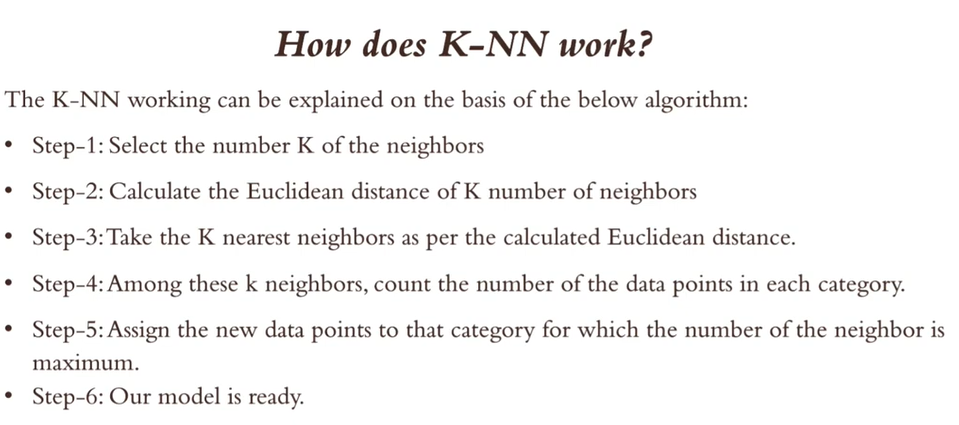 How does K-NN work?
The K-NN working can be explained on the basis of the below algorithm:
• Step-1: Select the number K of the neighbors
• Step-2: Calculate the Euclidean distance of K number of neighbors
• Step-3: Take the K nearest neighbors as per the calculated Euclidean distance.
• Step-4: Among these k neighbors, count the number of the data points in each category.
• Step-5: Assign the new data points to that category for which the number of the neighbor is
maximum.
• Step-6: Our model is ready.